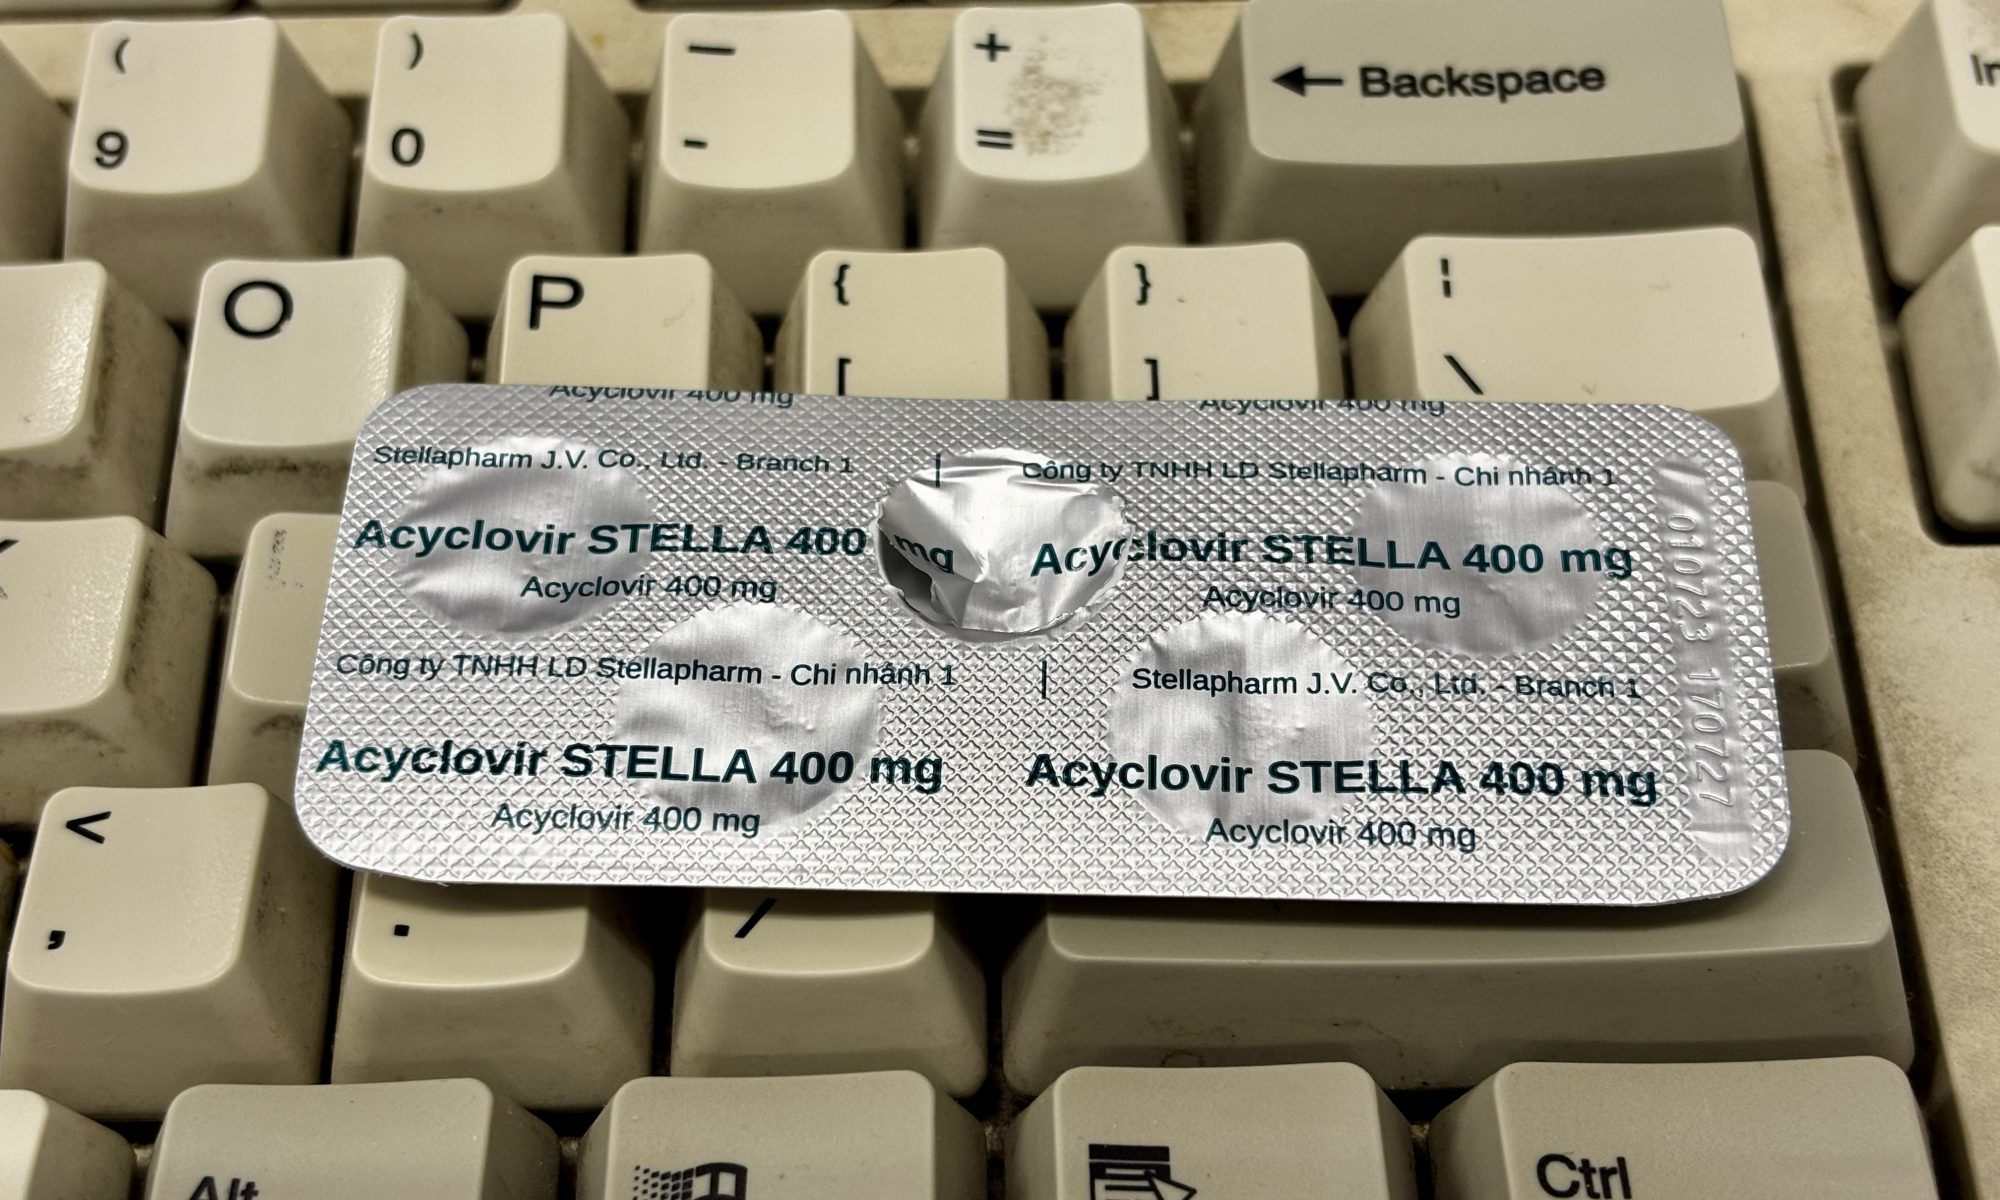 ( ) — + ← Backspace In
9 0 - =
O P { } ¦
[ ] \
Acyclovir 400 mg Acyclovir 400 mg
Stellapharm J.V. Co., Ltd. - Branch 1 | Công ty TNHH LD Stellapharm - Chi nhánh 1
Acyclovir STELLA 400 mg Acyclovir STELLA 400 mg
Acyclovir 400 mg Acyclovir 400 mg
Công ty TNHH LD Stellapharm - Chi nhánh 1 | Stellapharm J.V. Co., Ltd. - Branch 1
Acyclovir STELLA 400 mg Acyclovir STELLA 400 mg
Acyclovir 400 mg Acyclovir 400 mg
010723 170727
<
, . /
Alt Ctrl